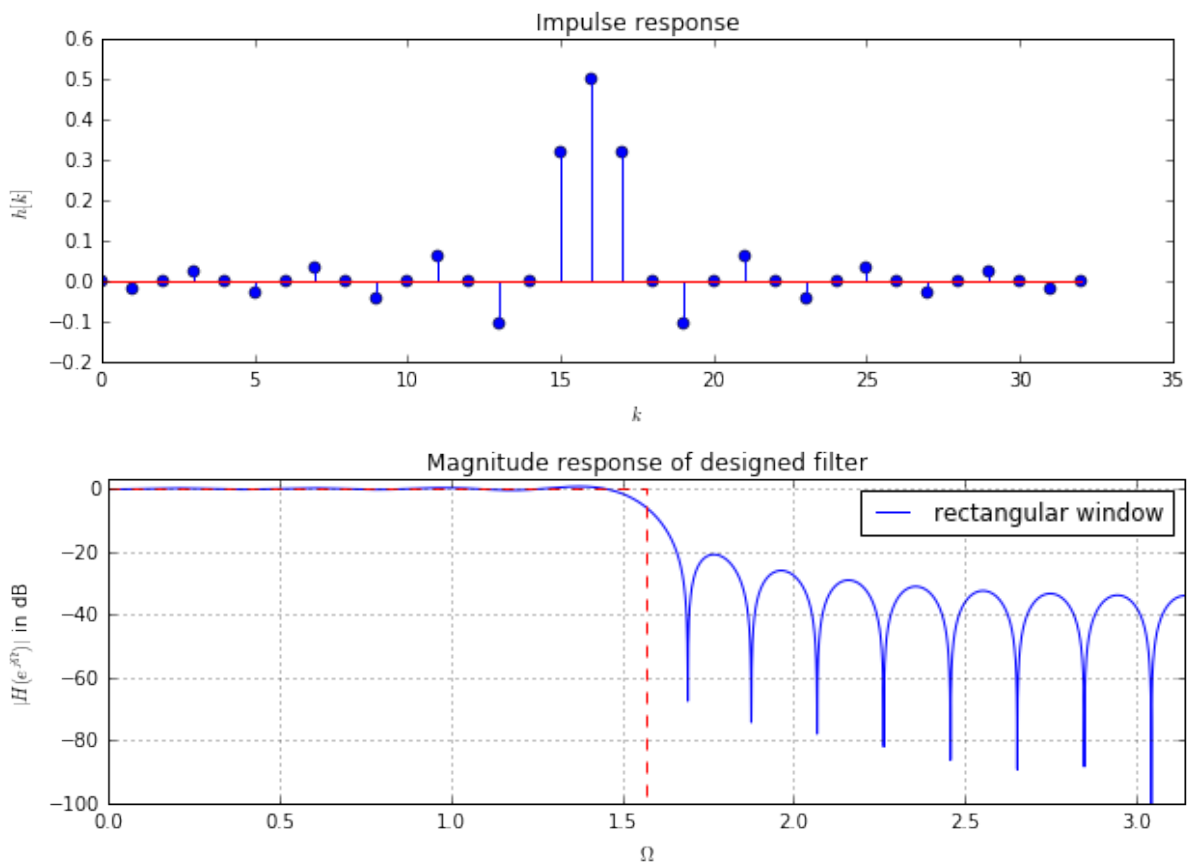 Impulse response
0.6
0.5
0.4
0.3
0.2
0.1
0.0
−0.1
−0.2
h[k]
0 5 10 15 20 25 30 35
k
Magnitude response of designed filter
0
−20
−40
−60
−80
−100
|H(e^{jΩ})| in dB
rectangular window
0.0 0.5 1.0 1.5 2.0 2.5 3.0
Ω